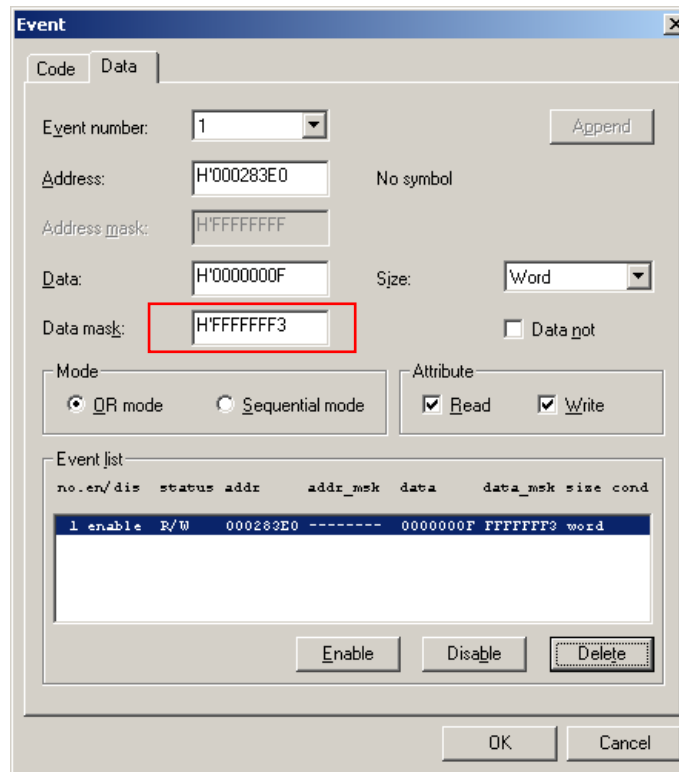 Event
Code Data
Event number: 1 Append
Address: H'000283E0 No symbol
Address mask: H'FFFFFFFF
Data: H'0000000F Size: Word
Data mask: H'FFFFFFF3 Data not
Mode Attribute
OR mode Sequential mode Read Write
Event list
no.en/dis status addr addr_msk data data_msk size cond
1 enable R/W 000283E0 -------- 0000000F FFFFFFF3 word
Enable Disable Delete
OK Cancel